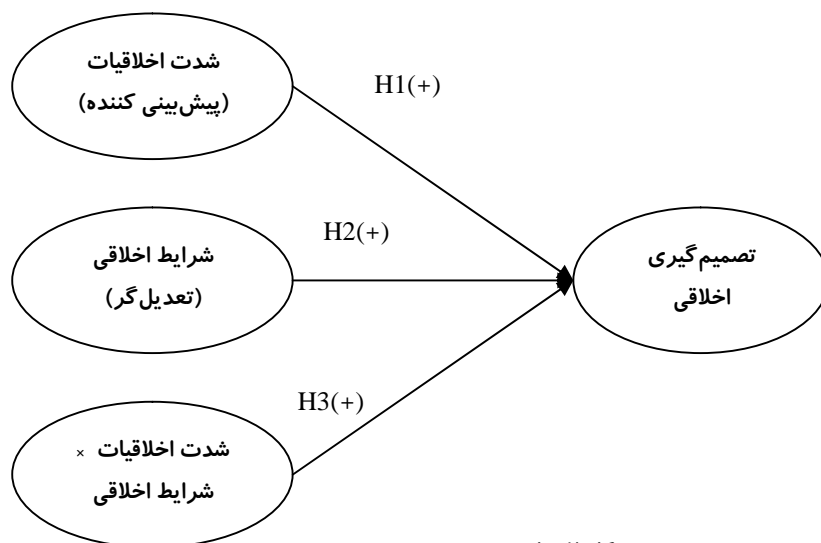 شدت اخلاقیات
(پیش‌بینی کننده)
H1(+)
شرایط اخلاقی
(تعدیل‌گر)
H2(+)
تصمیم‌گیری
اخلاقی
H3(+)
شدت اخلاقیات ×
شرایط اخلاقی